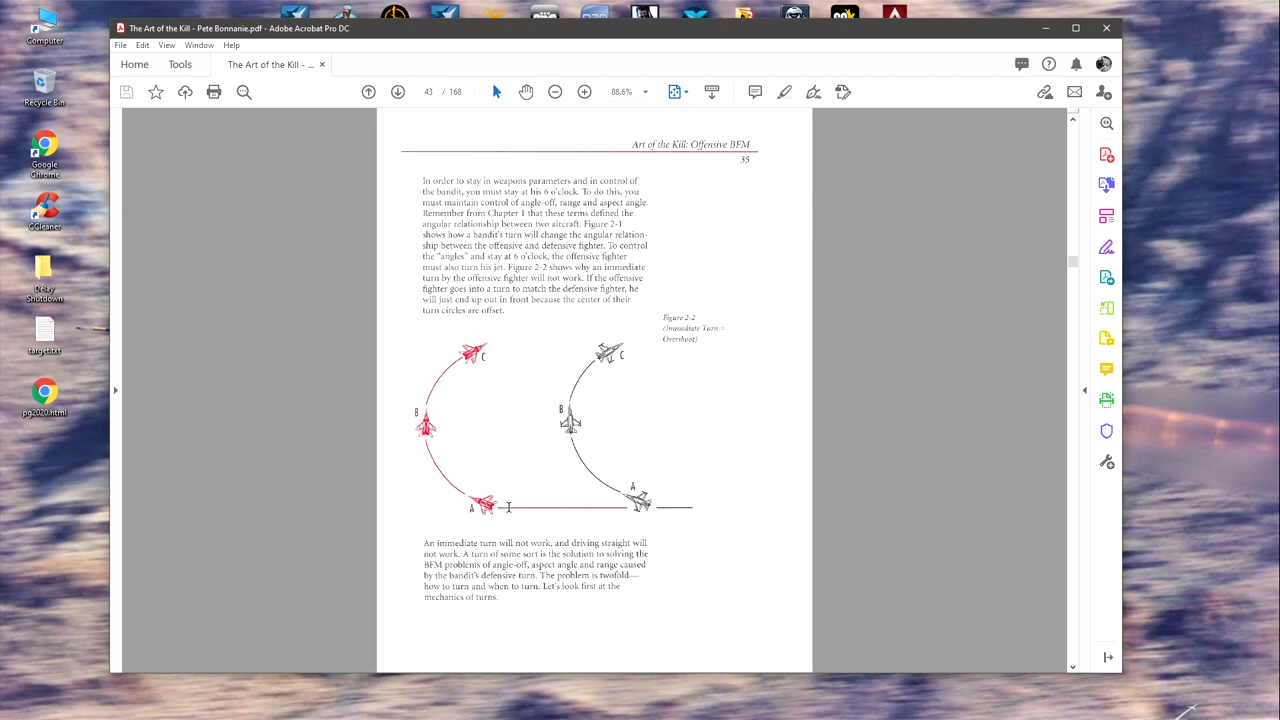 Computer
Recycle Bin
Google
Chrome
CCleaner
Delay
Shutdown
target.txt
pg2020.html
The Art of the Kill - Pete Bonnanie.pdf - Adobe Acrobat Pro DC
File Edit View Window Help
Home Tools The Art of the Kill - ... ×
43 / 168 88.6%
Art of the Kill: Offensive BFM
35
In order to stay in weapons parameters and in control of
the bandit, you must stay at his 6 o'clock. To do this, you
must maintain control of angle-off, range and aspect angle.
Remember from Chapter 1 that these terms defined the
angular relationship between two aircraft. Figure 2-1
shows how a bandit's turn will change the angular relation-
ship between the offensive and defensive fighter. To control
the "angles" and stay at 6 o'clock, the offensive fighter
must also turn his jet. Figure 2-2 shows why an immediate
turn by the offensive fighter will not work. If the offensive
fighter goes into a turn to match the defensive fighter, he
will just end up out in front because the center of their
turn circles are offset.
Figure 2-2
(Immediate Turn =
Overshoot)
C C
B B
A A
An immediate turn will not work, and driving straight will
not work. A turn of some sort is the solution to solving the
BFM problems of angle-off, aspect angle and range caused
by the bandit's defensive turn. The problem is twofold—
how to turn and when to turn. Let's look first at the
mechanics of turns.